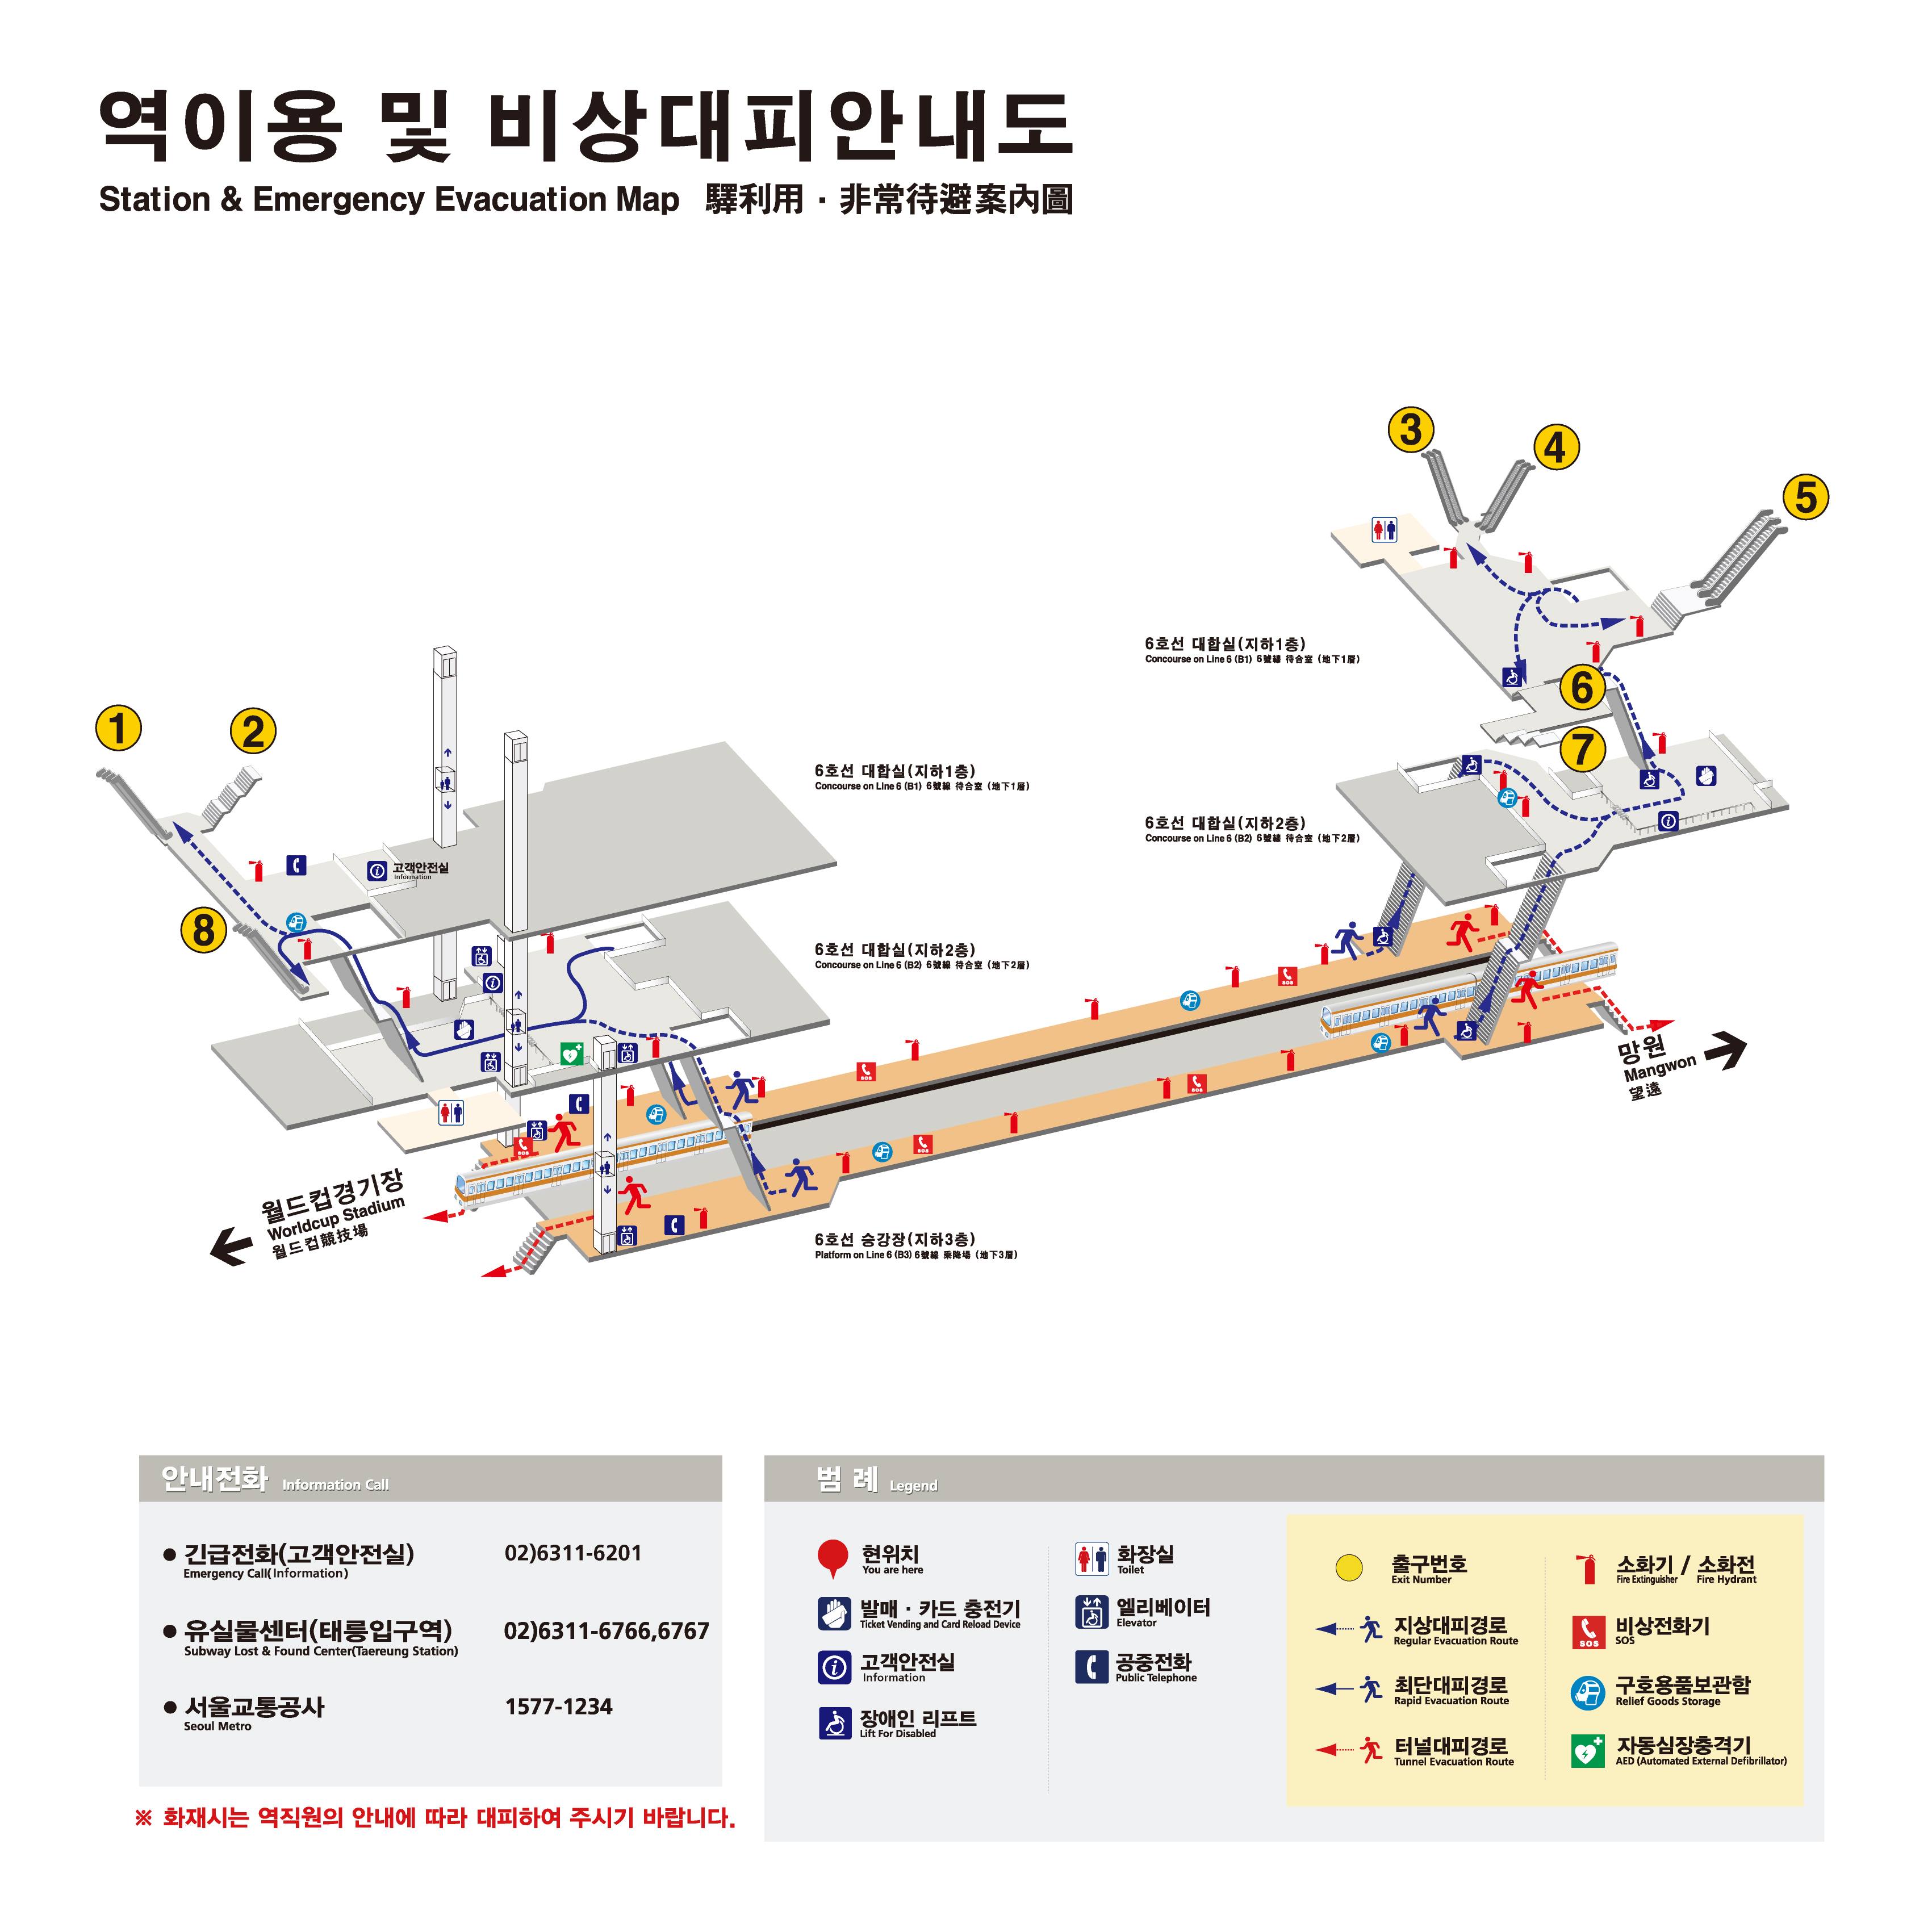 역이용 및 비상대피안내도
Station & Emergency Evacuation Map 驛利用 · 非常待避案內圖
3
4
5
6호선 대합실(지하1층)
Concourse on Line 6 (B1) 6號線 待合室 (地下1層)
6
7
1
2
6호선 대합실(지하1층)
Concourse on Line 6 (B1) 6號線 待合室 (地下1層)
6호선 대합실(지하2층)
Concourse on Line 6 (B2) 6號線 待合室 (地下2層)
고객안전실
Information
8
6호선 대합실(지하2층)
Concourse on Line 6 (B2) 6號線 待合室 (地下2層)
SOS
SOS
SOS
SOS
SOS
망원
Mangwon
望遠
월드컵경기장
Worldcup Stadium
월드컵競技場
6호선 승강장(지하3층)
Platform on Line 6 (B3) 6號線 乘降場 (地下3層)
안내전화 Information Call
긴급전화(고객안전실) 02)6311-6201
Emergency Call(Information)
유실물센터(태릉입구역) 02)6311-6766,6767
Subway Lost & Found Center(Taereung Station)
서울교통공사 1577-1234
Seoul Metro
※ 화재시는 역직원의 안내에 따라 대피하여 주시기 바랍니다.
범 례 Legend
현위치
You are here
발매 · 카드 충전기
Ticket Vending and Card Reload Device
고객안전실
Information
장애인 리프트
Lift For Disabled
화장실
Toilet
엘리베이터
Elevator
공중전화
Public Telephone
출구번호
Exit Number
지상대피경로
Regular Evacuation Route
최단대피경로
Rapid Evacuation Route
터널대피경로
Tunnel Evacuation Route
소화기 / 소화전
Fire Extinguisher Fire Hydrant
SOS
비상전화기
SOS
구호용품보관함
Relief Goods Storage
자동심장충격기
AED (Automated External Defibrillator)